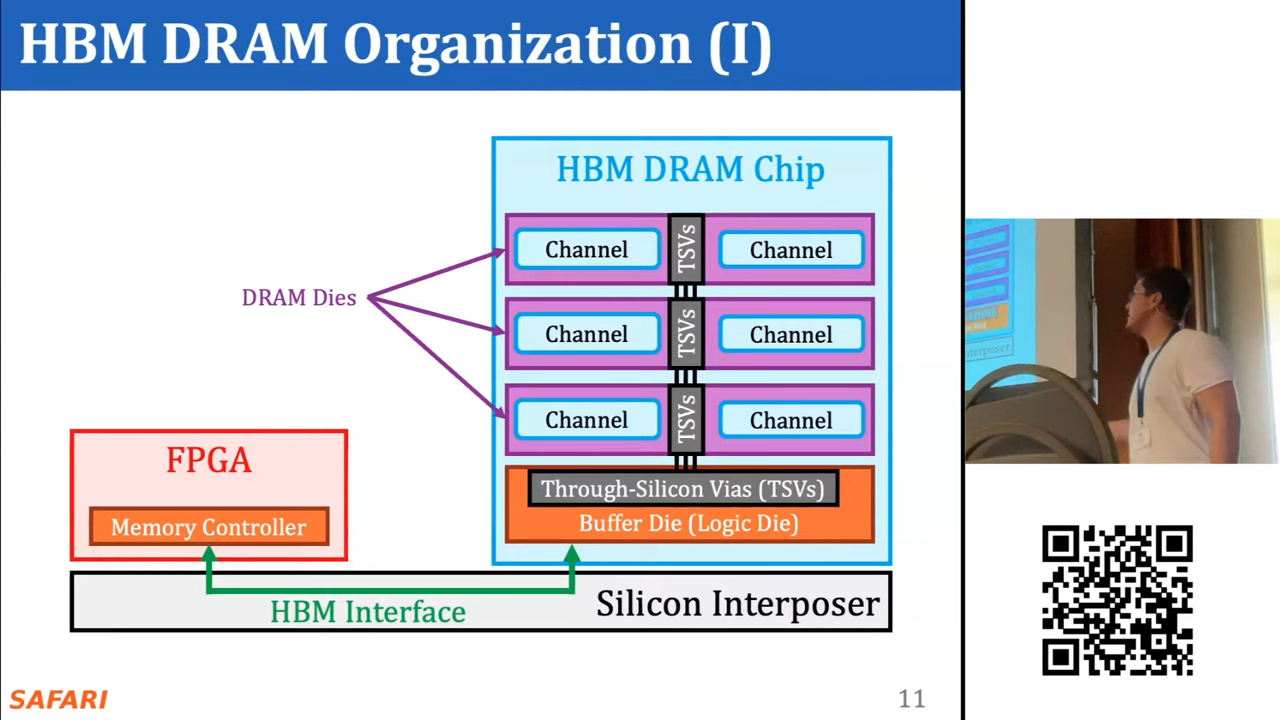 HBM DRAM Organization (I)
HBM DRAM Chip
Channel
TSVs
Channel
DRAM Dies
Channel
TSVs
Channel
Channel
TSVs
Channel
FPGA
Memory Controller
Through-Silicon Vias (TSVs)
Buffer Die (Logic Die)
HBM Interface
Silicon Interposer
SAFARI
11